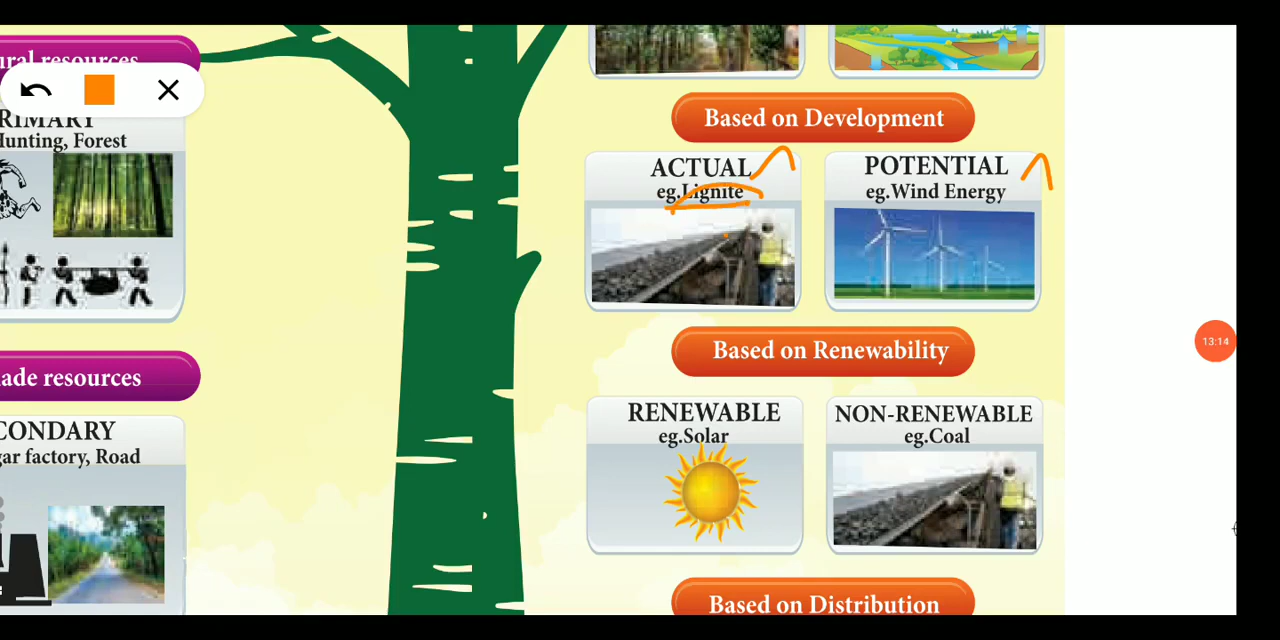 ural resources
RIMARY
Hunting, Forest
ade resources
CONDARY
gar factory, Road
Based on Development
ACTUAL
eg.Lignite
POTENTIAL
eg.Wind Energy
Based on Renewability
RENEWABLE
eg.Solar
NON-RENEWABLE
eg.Coal
Based on Distribution
13:14